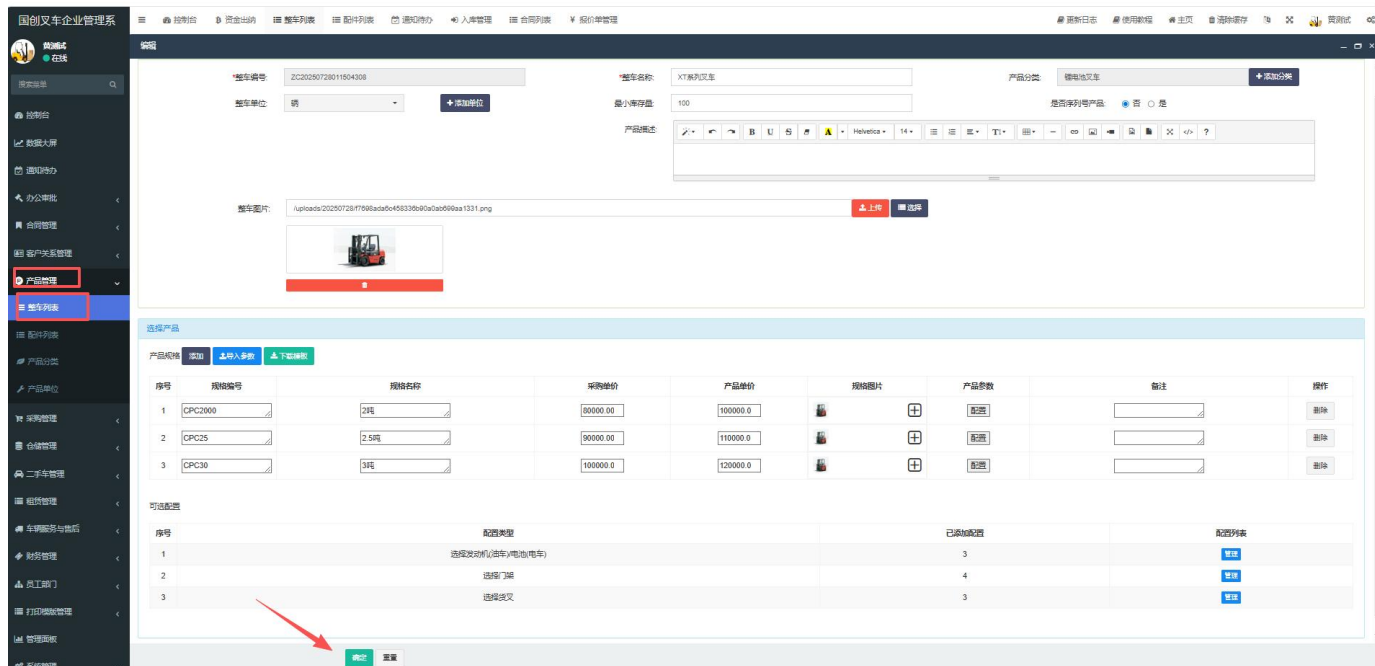 国创叉车企业管理系
控制台 资金出纳 整车列表 配件列表 通知待办 入库管理 合同列表 ¥ 报价单管理 更新日志 使用教程 主页 清除缓存 黄测试
黄测试
在线
编辑
搜索菜单
控制台
数据大屏
通知待办
办公审批
合同管理
客户关系管理
产品管理
整车列表
配件列表
产品分类
产品单位
采购管理
仓储管理
二手车管理
租赁管理
车辆服务与售后
财务管理
员工部门
打印模版管理
管理面板
*整车编号: ZC20250728011504308 *整车名称: XT系列叉车 产品分类: 锂电池叉车 +添加分类
整车单位: 辆 +添加单位 最小库存量: 100 是否序列号产品: 否 是
产品描述: B U S A Helvetica 14 TI </> ?
整车图片: /uploads/20250728/f7698ada6c458336b90a0ab699aa1331.png 上传 选择
选择产品
产品规格 添加 导入参数 下载模板
序号 规格编号 规格名称 采购单价 产品单价 规格图片 产品参数 备注 操作
1 CPC2000 2吨 80000.00 100000.0 配置 删除
2 CPC25 2.5吨 90000.00 110000.0 配置 删除
3 CPC30 3吨 100000.0 120000.0 配置 删除
可选配置
序号 配置类型 已添加配置 配置列表
1 选择发动机(油车)/电池(电车) 3 管理
2 选择门架 4 管理
3 选择货叉 3 管理
确定 重置